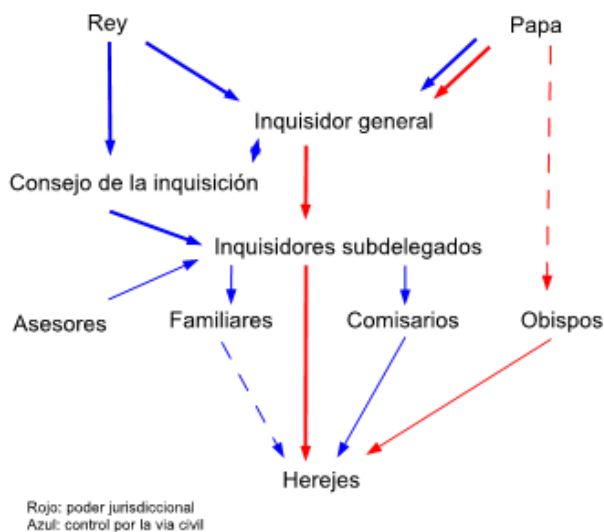 Rey
Papa
Inquisidor general
Consejo de la inquisición
Inquisidores subdelegados
Asesores
Familiares
Comisarios
Obispos
Herejes
Rojo: poder jurisdiccional
Azul: control por la via civil